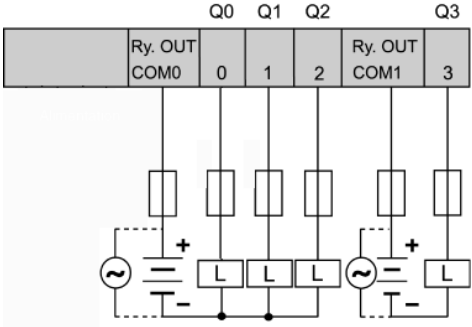 Q0 Q1 Q2 Q3
Ry. OUT Ry. OUT
COM0 0 1 2 COM1 3
+ +
~ L L L ~ L
− −